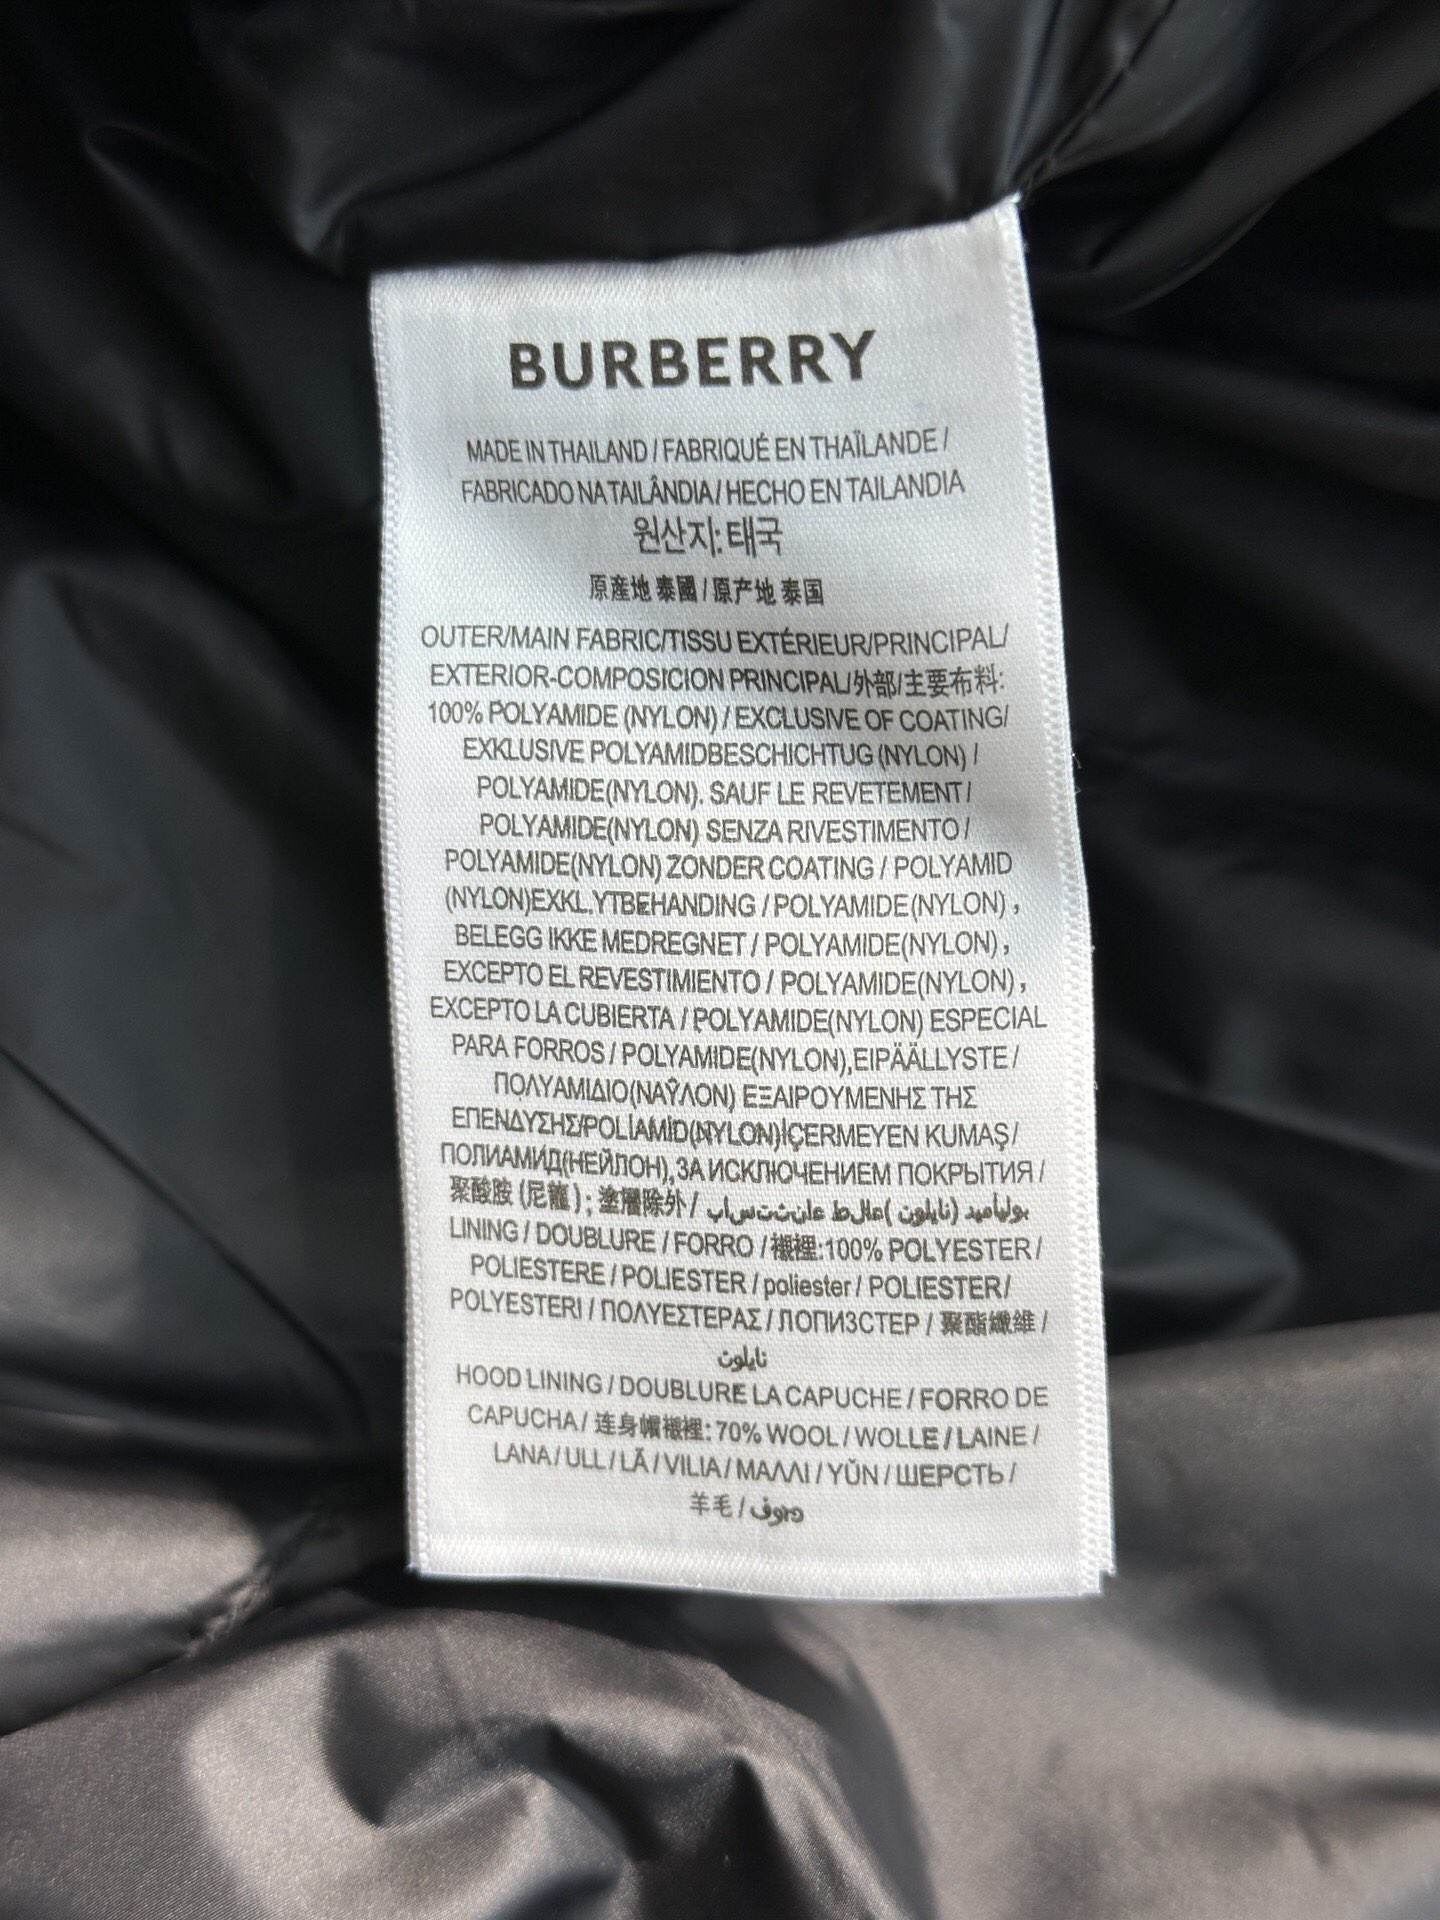 BURBERRY
MADE IN THAILAND / FABRIQUÉ EN THAÏLANDE /
FABRICADO NA TAILÂNDIA / HECHO EN TAILANDIA
원산지: 태국
原産地 泰國 / 原产地 泰国
OUTER/MAIN FABRIC/TISSU EXTÉRIEUR/PRINCIPAL/
EXTERIOR-COMPOSICION PRINCIPAL/外部/主要布料:
100% POLYAMIDE (NYLON) / EXCLUSIVE OF COATING/
EXKLUSIVE POLYAMIDBESCHICHTUG (NYLON) /
POLYAMIDE(NYLON). SAUF LE REVETEMENT /
POLYAMIDE(NYLON) SENZA RIVESTIMENTO /
POLYAMIDE(NYLON) ZONDER COATING / POLYAMID
(NYLON)EXKL.YTBEHANDING / POLYAMIDE(NYLON) ,
BELEGG IKKE MEDREGNET / POLYAMIDE(NYLON) ,
EXCEPTO EL REVESTIMIENTO / POLYAMIDE(NYLON) ,
EXCEPTO LA CUBIERTA / POLYAMIDE(NYLON) ESPECIAL
PARA FORROS / POLYAMIDE(NYLON),EIPÄÄLLYSTE /
ΠΟΛΥΑΜΙΔΙΟ(ΝΑΫΛΟΝ) ΕΞΑΙΡΟΥΜΕΝΗΣ ΤΗΣ
ΕΠΕΝΔΥΣΗΣ/POLİAMİD(NYLON)İÇERMEYEN KUMAŞ /
ПОЛИАМИД(НЕЙЛОН),ЗА ИСКЛЮЧЕНИЕМ ПОКРЫТИЯ /
聚酸胺 (尼龍) ; 塗層除外 / بولياميد (نايلون)
LINING / DOUBLURE / FORRO / 襯裡:100% POLYESTER /
POLIESTERE / POLIESTER / poliester / POLIESTER /
POLYESTERI / ΠΟΛΥΕΣΤΕΡΑΣ / ЛОПИЗСТЕР / 聚酯纖維 /
نايلون
HOOD LINING / DOUBLURE LA CAPUCHE / FORRO DE
CAPUCHA / 连身帽襯裡: 70% WOOL / WOLLE / LAINE /
LANA / ULL / LÃ / VILIA / ΜΑΛΛΙ / YŬN / ШЕРСТЬ /
羊毛 /